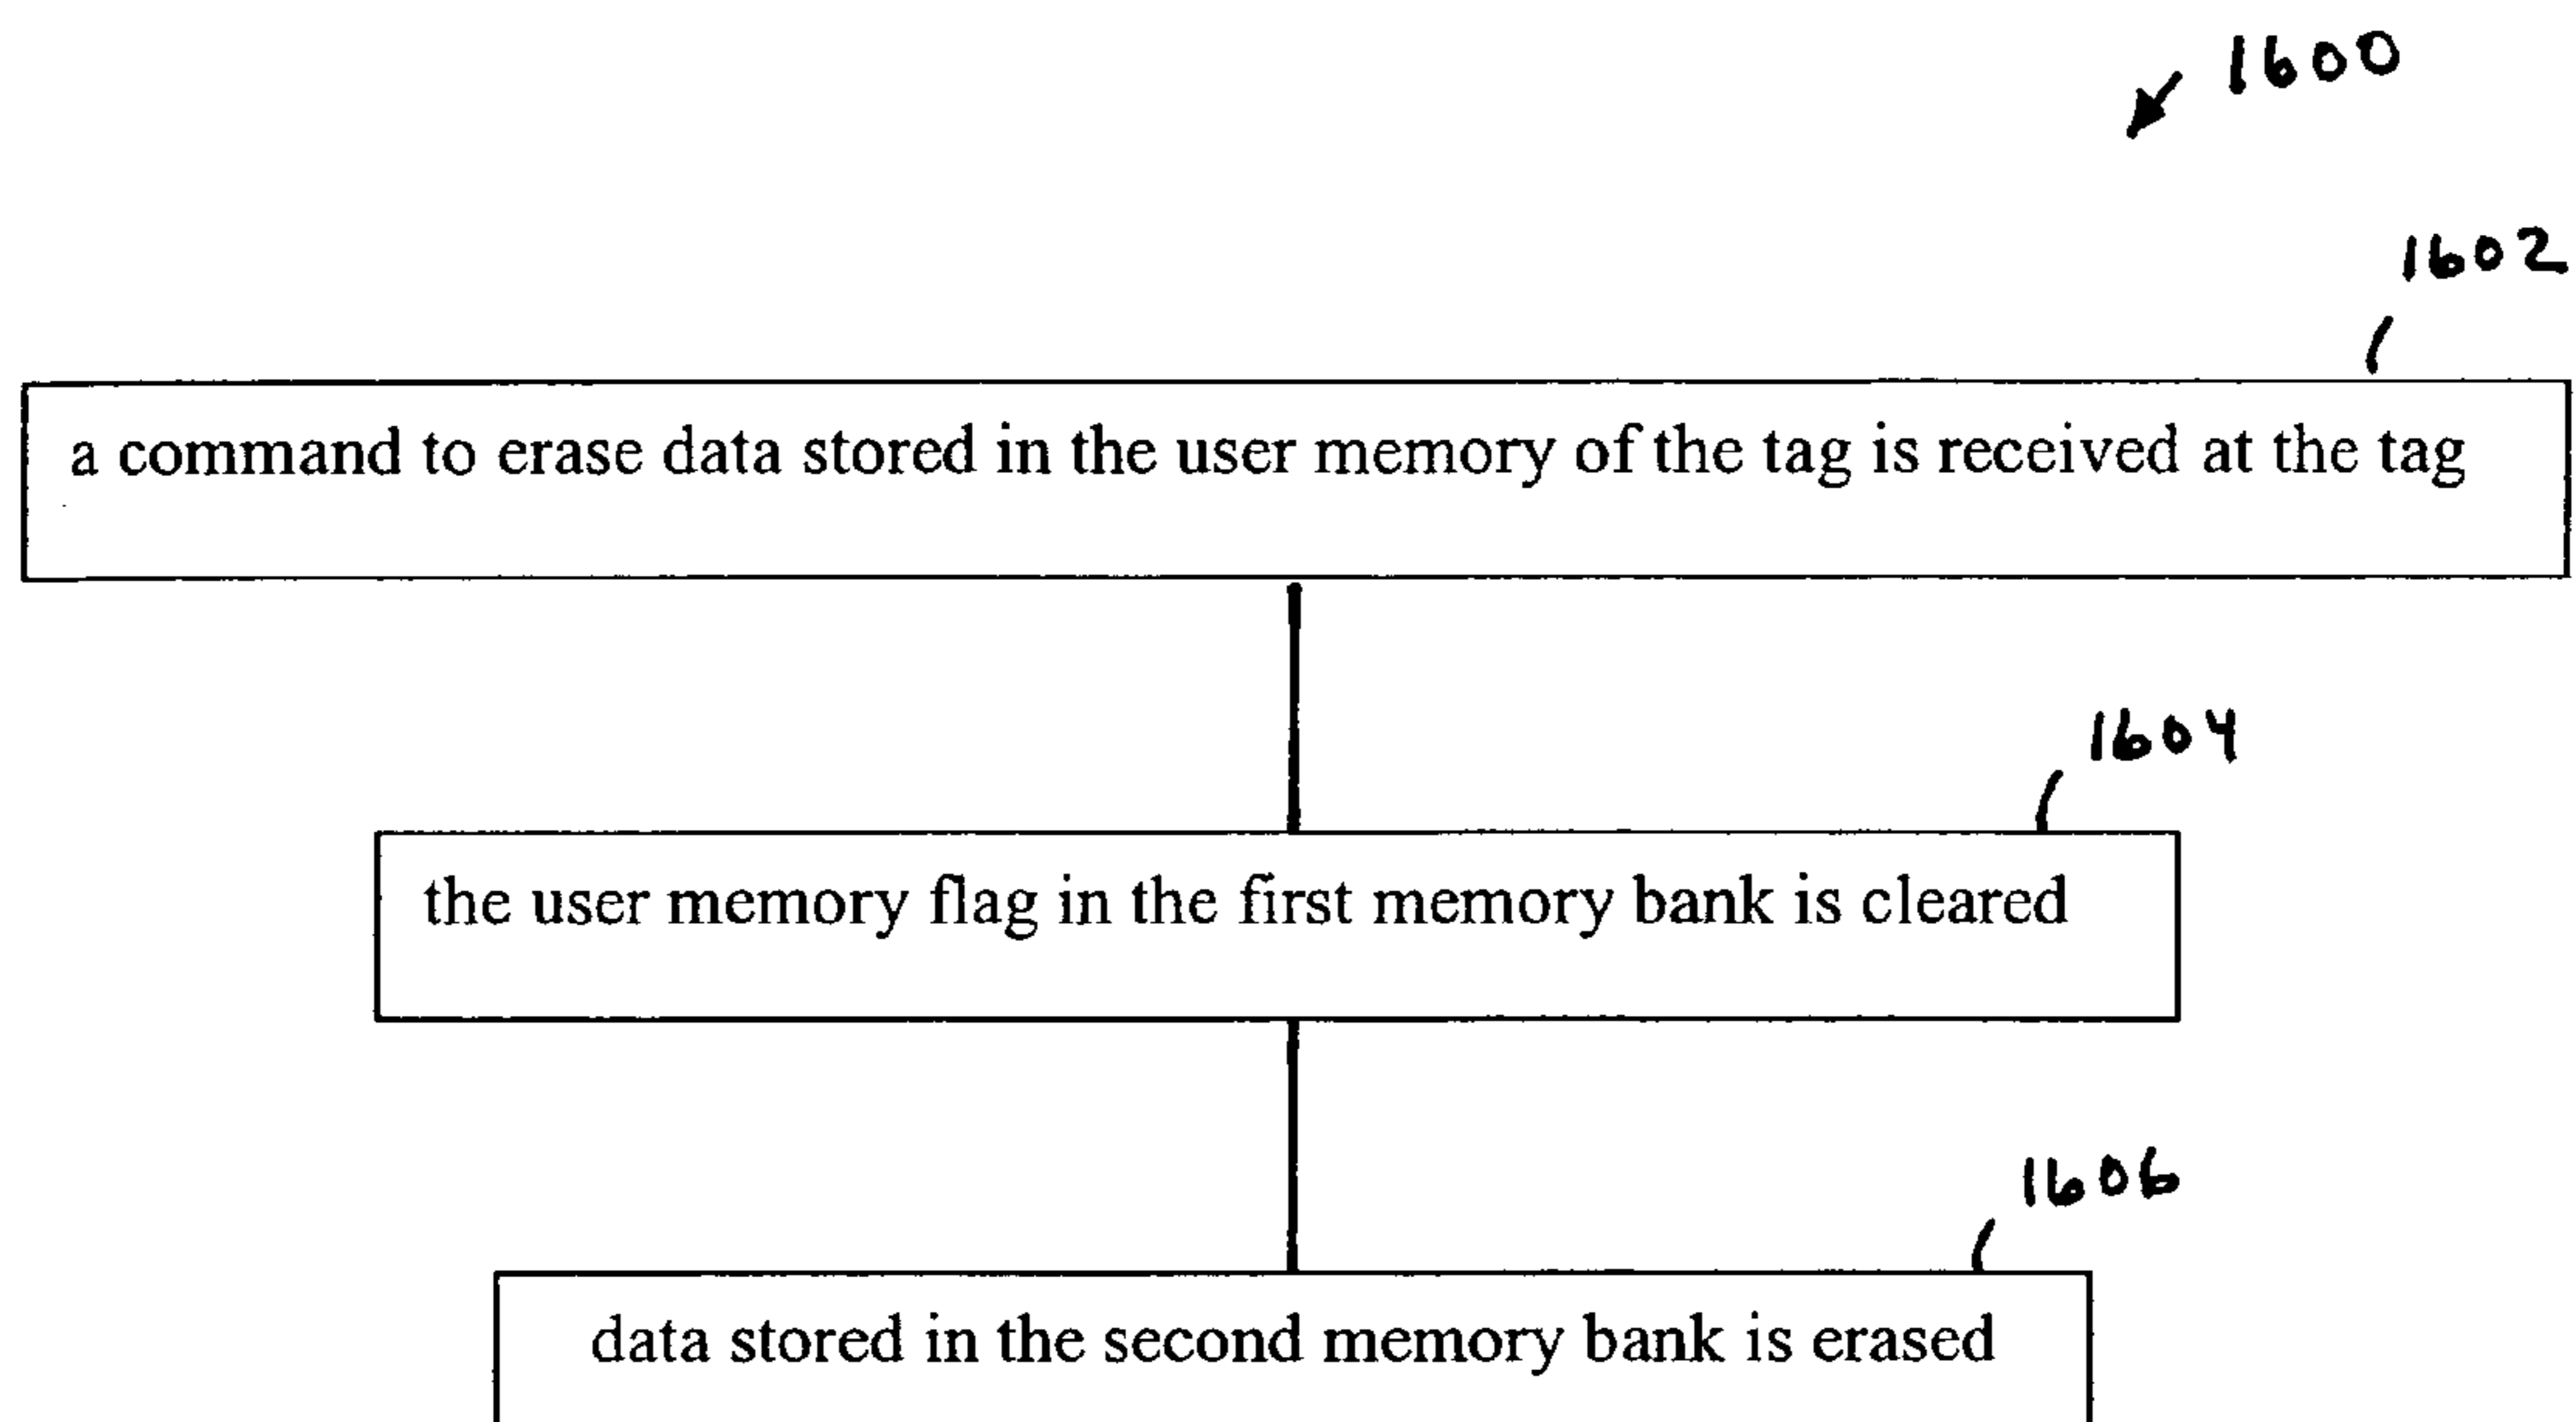 1600
1602
a command to erase data stored in the user memory of the tag is received at the tag
1604
the user memory flag in the first memory bank is cleared
1606
data stored in the second memory bank is erased